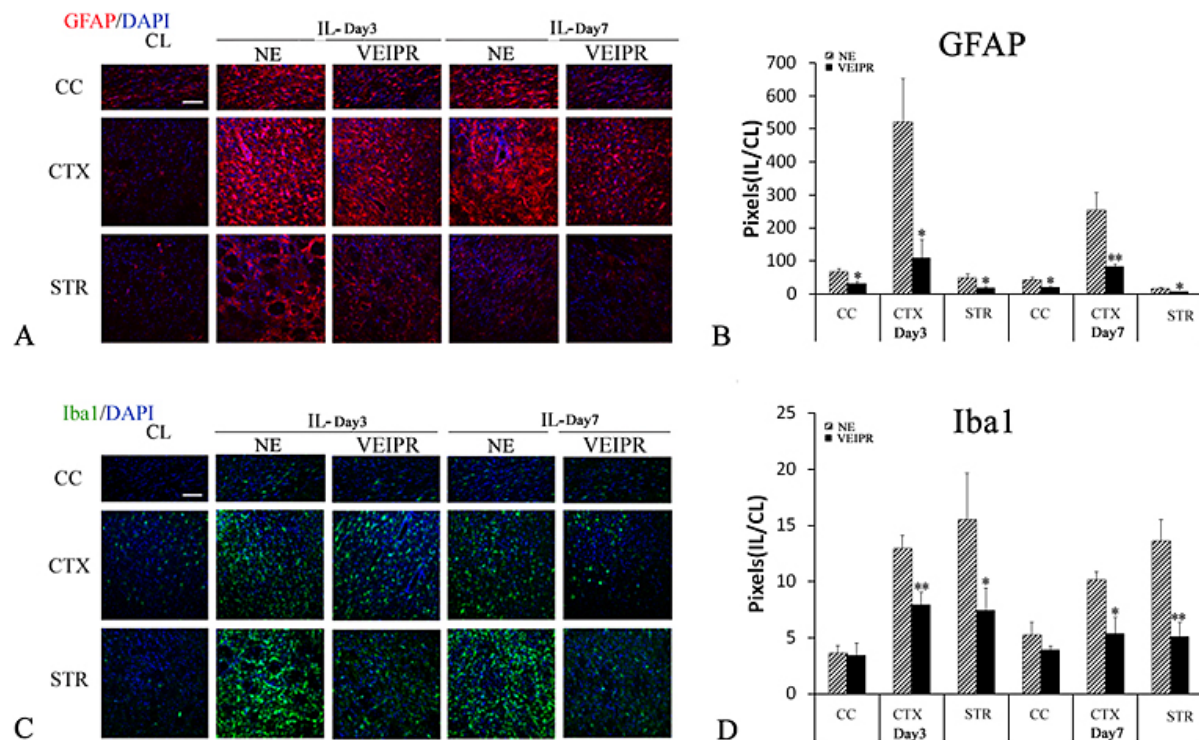 GFAP/DAPI
CL
IL-Day3
IL-Day7
NE
VEIPR
NE
VEIPR
CC
CTX
STR
A
GFAP
NE
VEIPR
Pixels(IL/CL)
700
600
500
400
300
200
100
0
*
*
*
*
**
*
CC
CTX
STR
CC
CTX
STR
Day3
Day7
B
Iba1/DAPI
CL
IL-Day3
IL-Day7
NE
VEIPR
NE
VEIPR
CC
CTX
STR
C
Iba1
NE
VEIPR
Pixels(IL/CL)
25
20
15
10
5
0
**
*
*
**
CC
CTX
STR
CC
CTX
STR
Day3
Day7
D